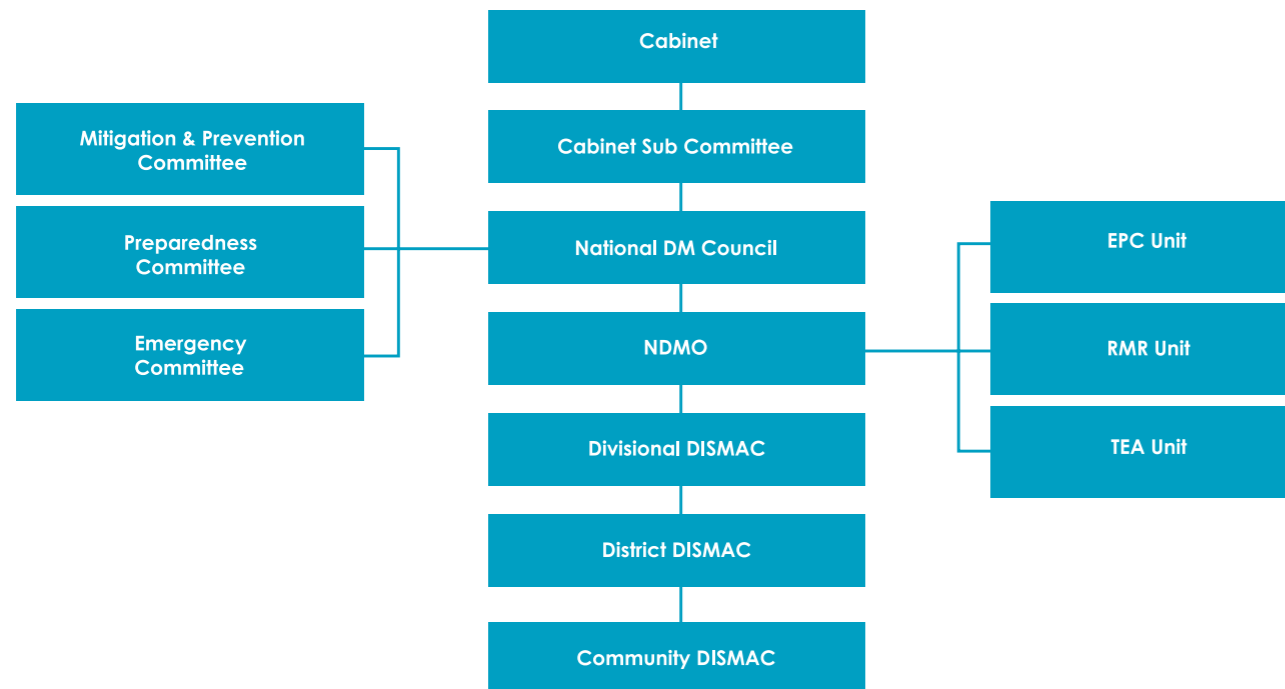 Cabinet
Mitigation & Prevention
Committee
Cabinet Sub Committee
Preparedness
Committee
National DM Council
EPC Unit
Emergency
Committee
NDMO
RMR Unit
Divisional DISMAC
TEA Unit
District DISMAC
Community DISMAC